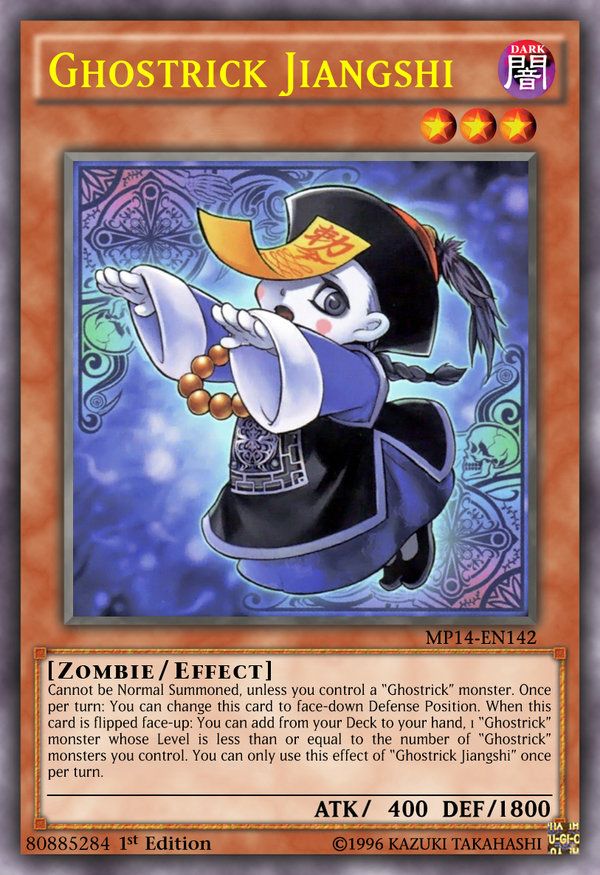 Ghostrick Jiangshi
DARK
闇
勅令
MP14-EN142
[Zombie/Effect]
Cannot be Normal Summoned, unless you control a “Ghostrick” monster. Once
per turn: You can change this card to face-down Defense Position. When this
card is flipped face-up: You can add from your Deck to your hand, 1 “Ghostrick”
monster whose Level is less than or equal to the number of “Ghostrick”
monsters you control. You can only use this effect of “Ghostrick Jiangshi” once
per turn.
ATK/ 400 DEF/1800
80885284 1st Edition ©1996 KAZUKI TAKAHASHI